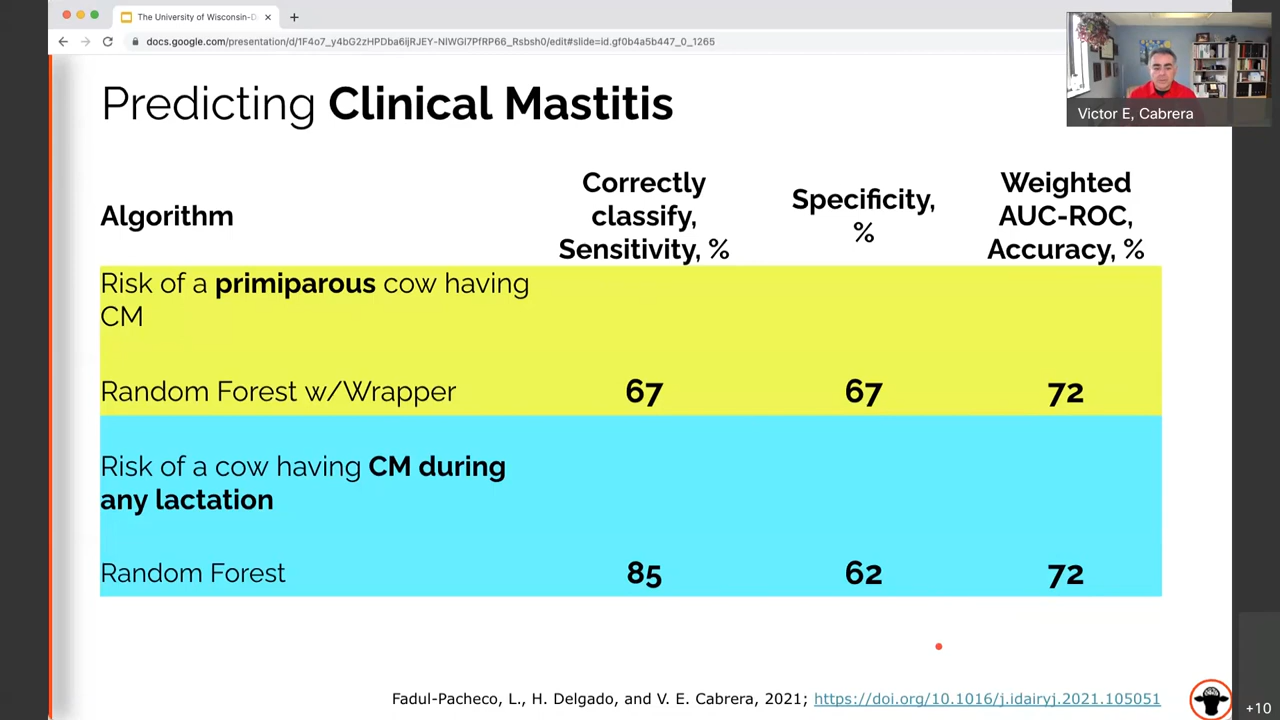 The University of Wisconsin-D
docs.google.com/presentation/d/1F4o7_y4bG2zHPDba6ijRJEY-NIWGl7PfRP66_Rsbsh0/edit#slide=id.gf0b4a5b447_0_1265
Victor E, Cabrera
Predicting Clinical Mastitis
Algorithm
Correctly
classify,
Sensitivity, %
Specificity,
%
Weighted
AUC-ROC,
Accuracy, %
Risk of a primiparous cow having
CM
Random Forest w/Wrapper 67 67 72
Risk of a cow having CM during
any lactation
Random Forest 85 62 72
Fadul-Pacheco, L., H. Delgado, and V. E. Cabrera, 2021; https://doi.org/10.1016/j.idairyj.2021.105051
+10